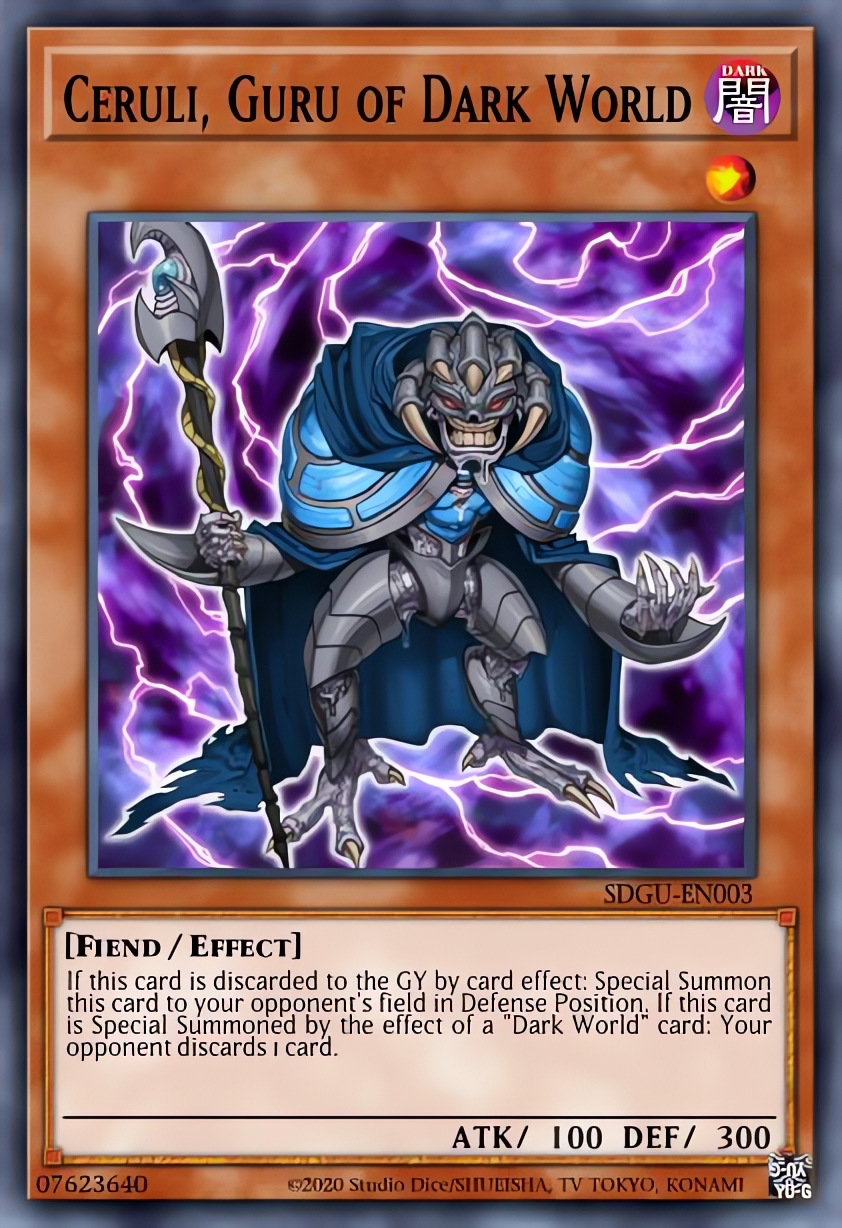 Ceruli, Guru of Dark World
DARK
闇
SDGU-EN003
[Fiend / Effect]
If this card is discarded to the GY by card effect: Special Summon
this card to your opponent's field in Defense Position. If this card
is Special Summoned by the effect of a "Dark World" card: Your
opponent discards 1 card.
ATK/ 100 DEF/ 300
07623640
©2020 Studio Dice/SHUEISHA, TV TOKYO, KONAMI